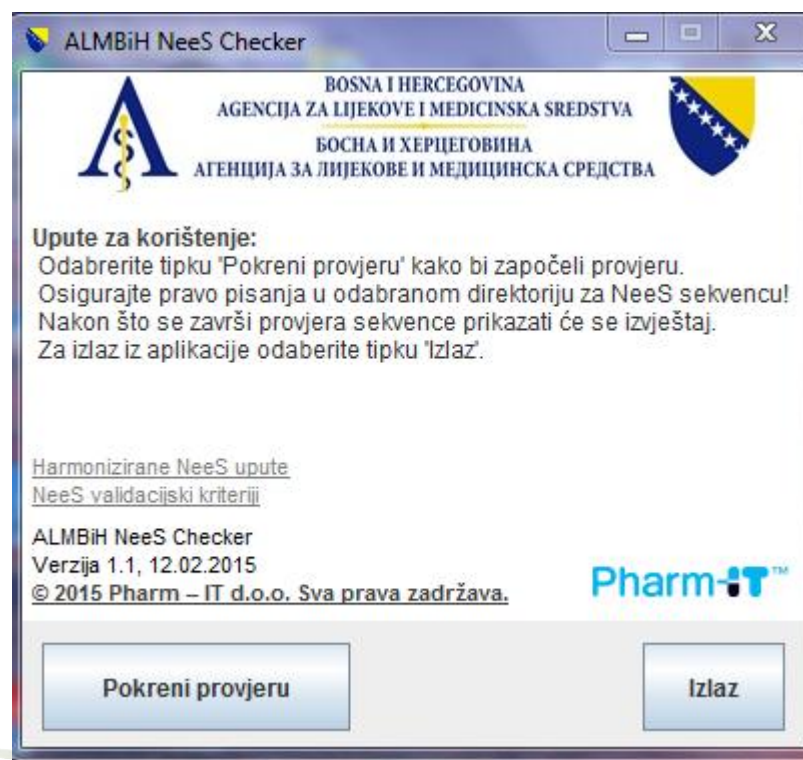 ALMBiH NeeS Checker
BOSNA I HERCEGOVINA
AGENCIJA ZA LIJEKOVE I MEDICINSKA SREDSTVA
БОСНА И ХЕРЦЕГОВИНА
АГЕНЦИЈА ЗА ЛИЈЕКОВЕ И МЕДИЦИНСКА СРЕДСТВА
Upute za korištenje:
Odabrerite tipku 'Pokreni provjeru' kako bi započeli provjeru.
Osigurajte pravo pisanja u odabranom direktoriju za NeeS sekvencu!
Nakon što se završi provjera sekvence prikazati će se izvještaj.
Za izlaz iz aplikacije odaberite tipku 'Izlaz'.
Harmonizirane NeeS upute
NeeS validacijski kriteriji
ALMBiH NeeS Checker
Verzija 1.1, 12.02.2015
© 2015 Pharm – IT d.o.o. Sva prava zadržava.
Pharm-IT™
Pokreni provjeru
Izlaz